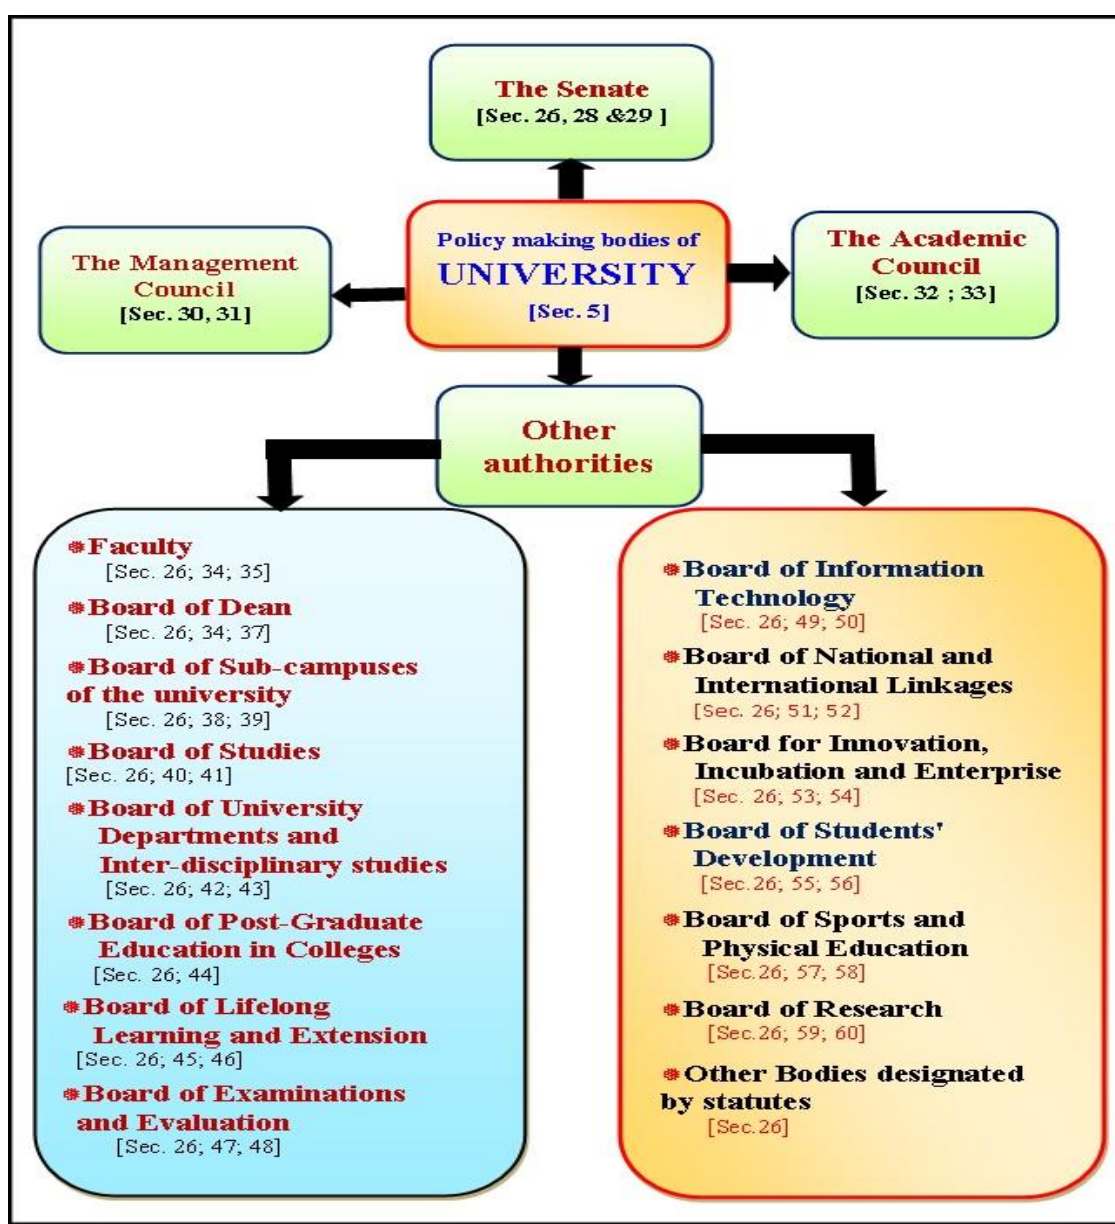 The Senate
[Sec. 26, 28 &29 ]
Policy making bodies of
UNIVERSITY
[Sec. 5]
The Management
Council
[Sec. 30, 31]
The Academic
Council
[Sec. 32 ; 33]
Other
authorities
Faculty
[Sec. 26; 34; 35]
Board of Dean
[Sec. 26; 34; 37]
Board of Sub-campuses
of the university
[Sec. 26; 38; 39]
Board of Studies
[Sec. 26; 40; 41]
Board of University
Departments and
Inter-disciplinary studies
[Sec. 26; 42; 43]
Board of Post-Graduate
Education in Colleges
[Sec. 26; 44]
Board of Lifelong
Learning and Extension
[Sec. 26; 45; 46]
Board of Examinations
and Evaluation
[Sec. 26; 47; 48]
Board of Information
Technology
[Sec. 26; 49; 50]
Board of National and
International Linkages
[Sec. 26; 51; 52]
Board for Innovation,
Incubation and Enterprise
[Sec. 26; 53; 54]
Board of Students'
Development
[Sec.26; 55; 56]
Board of Sports and
Physical Education
[Sec.26; 57; 58]
Board of Research
[Sec.26; 59; 60]
Other Bodies designated
by statutes
[Sec.26]